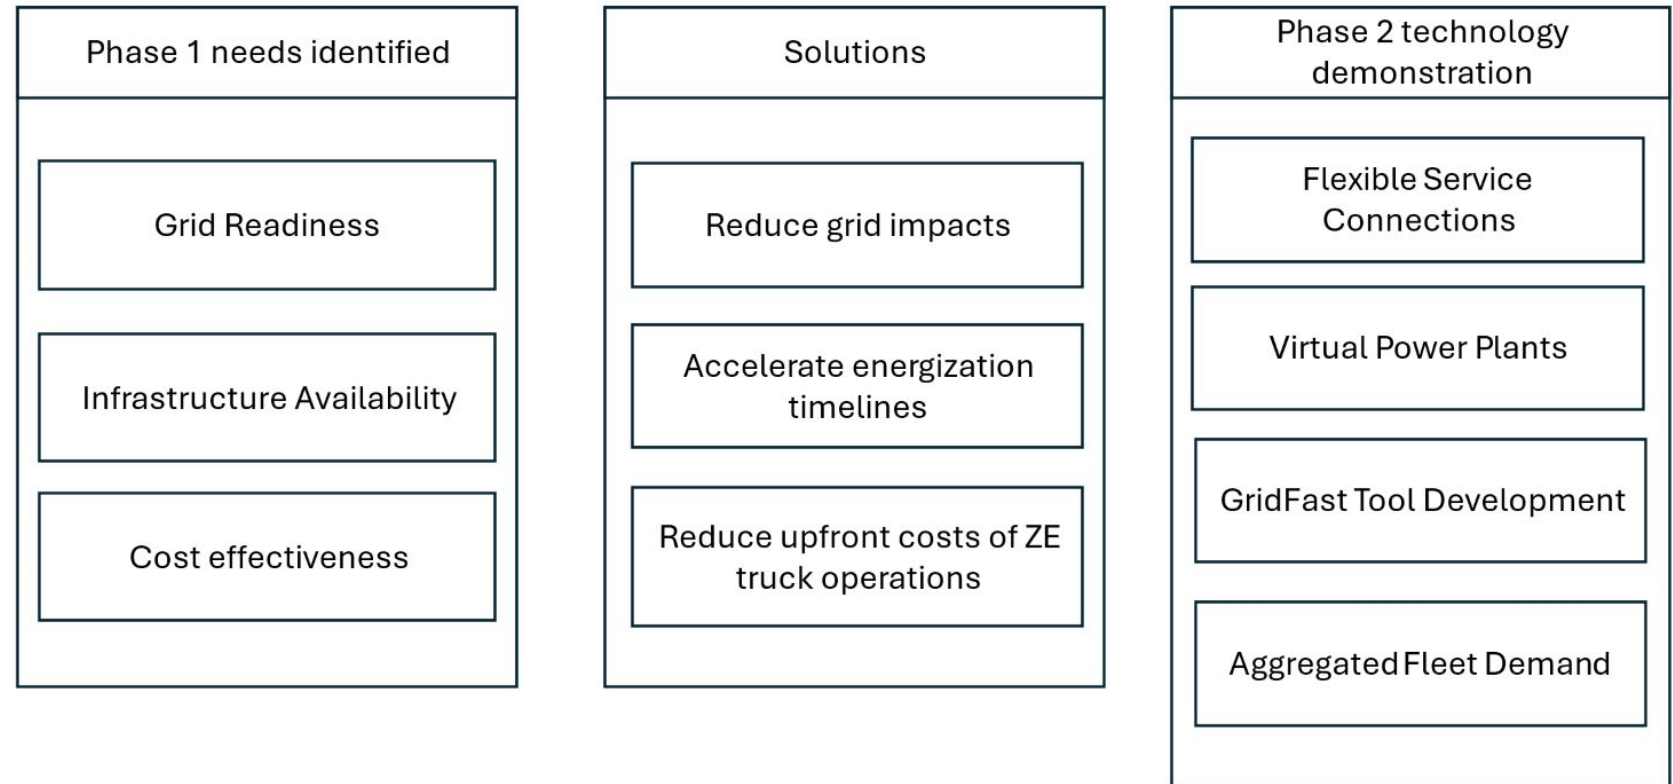 Phase 1 needs identified
Grid Readiness
Infrastructure Availability
Cost effectiveness
Solutions
Reduce grid impacts
Accelerate energization
timelines
Reduce upfront costs of ZE
truck operations
Phase 2 technology
demonstration
Flexible Service
Connections
Virtual Power Plants
GridFast Tool Development
Aggregated Fleet Demand